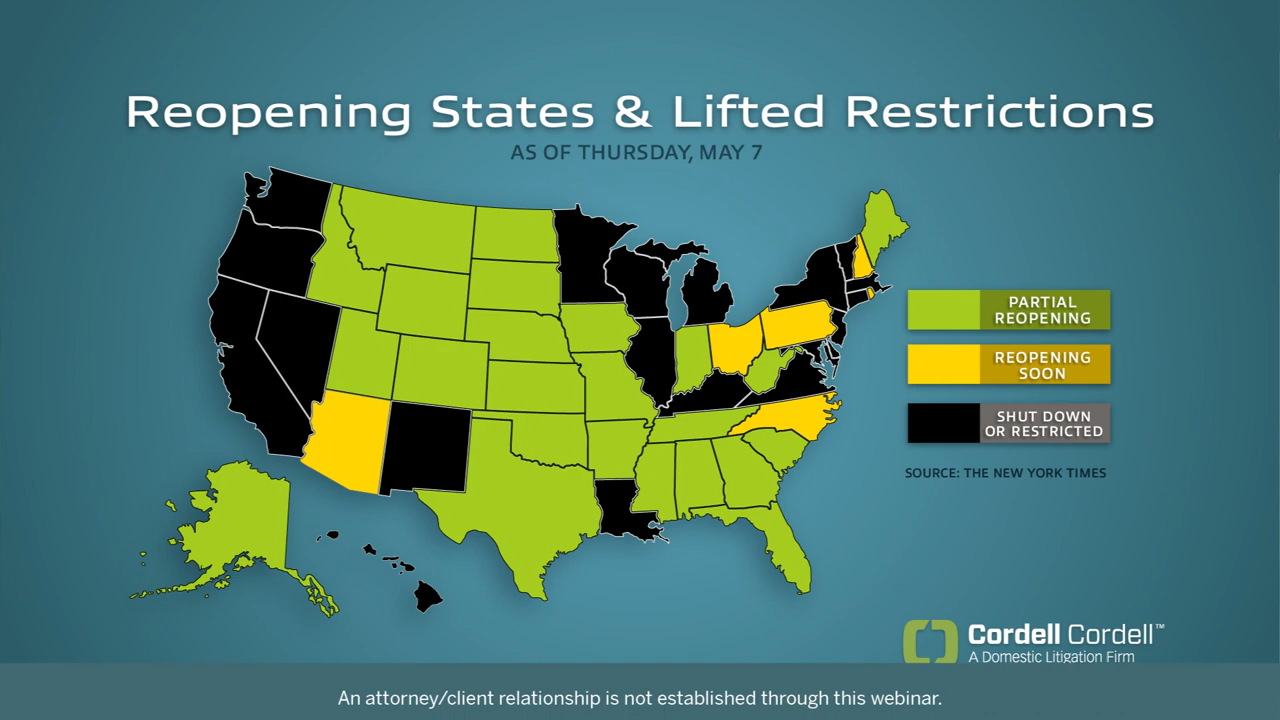 Reopening States & Lifted Restrictions
AS OF THURSDAY, MAY 7
PARTIAL
REOPENING
REOPENING
SOON
SHUT DOWN
OR RESTRICTED
SOURCE: THE NEW YORK TIMES
Cordell Cordell™
A Domestic Litigation Firm
An attorney/client relationship is not established through this webinar.